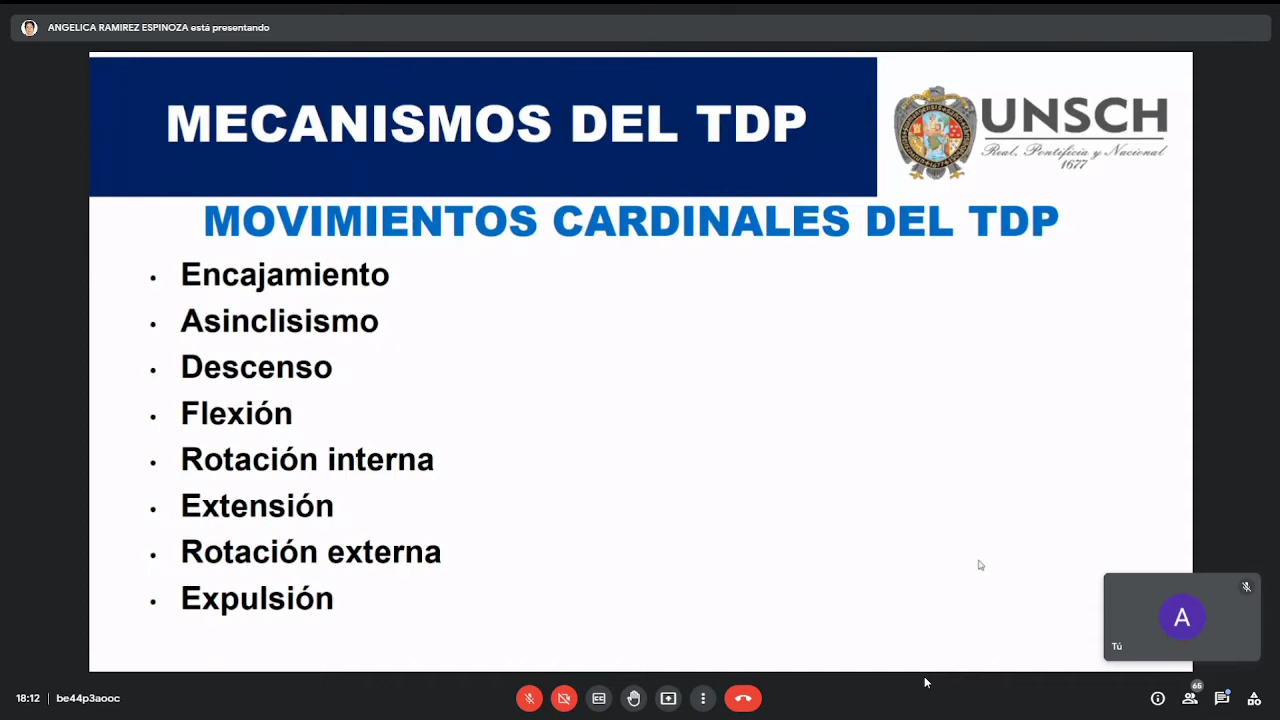 ANGELICA RAMIREZ ESPINOZA está presentando
MECANISMOS DEL TDP
UNSCH
Real, Pontificia y Nacional
1677
MOVIMIENTOS CARDINALES DEL TDP
• Encajamiento
• Asinclisismo
• Descenso
• Flexión
• Rotación interna
• Extensión
• Rotación externa
• Expulsión
A
Tú
18:12 | be44p3aooc
65